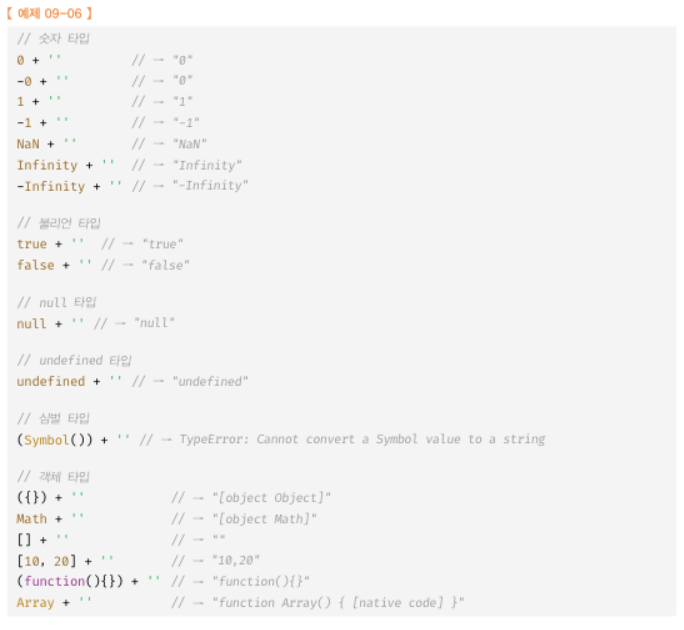 【 예제 09-06 】
// 숫자 타입
0 + '' // → "0"
-0 + '' // → "0"
1 + '' // → "1"
-1 + '' // → "-1"
NaN + '' // → "NaN"
Infinity + '' // → "Infinity"
-Infinity + '' // → "-Infinity"
// 불리언 타입
true + '' // → "true"
false + '' // → "false"
// null 타입
null + '' // → "null"
// undefined 타입
undefined + '' // → "undefined"
// 심벌 타입
(Symbol()) + '' // → TypeError: Cannot convert a Symbol value to a string
// 객체 타입
({}) + '' // → "[object Object]"
Math + '' // → "[object Math]"
[] + '' // → ""
[10, 20] + '' // → "10,20"
(function(){}) + '' // → "function(){}"
Array + '' // → "function Array() { [native code] }"